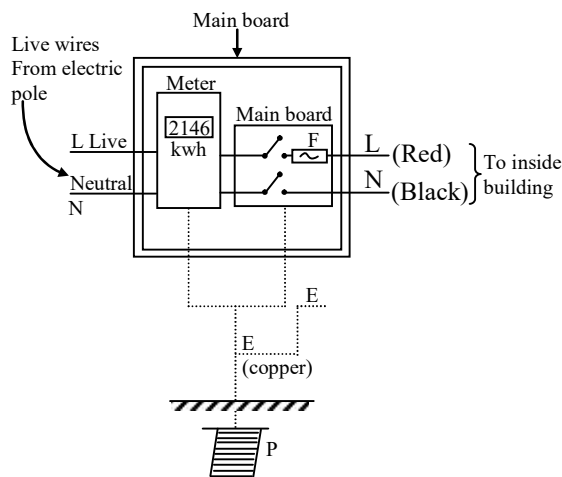 Main board
Live wires
From electric
pole
Meter
Main board
2146
kwh
F
L Live
Neutral
N
L (Red)
N (Black)
To inside
building
E
E
(copper)
P